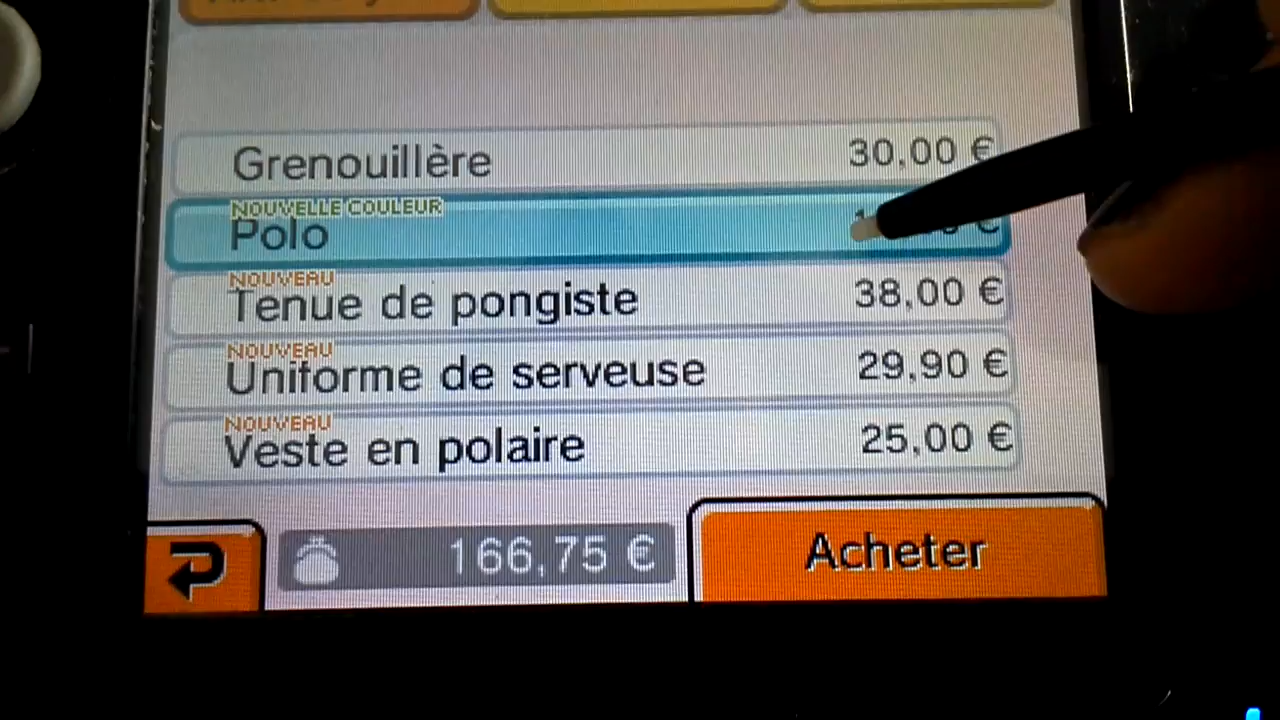 Grenouillère 30,00 €
NOUVELLE COULEUR
Polo €
NOUVEAU
Tenue de pongiste 38,00 €
NOUVEAU
Uniforme de serveuse 29,90 €
NOUVEAU
Veste en polaire 25,00 €
166,75 €
Acheter